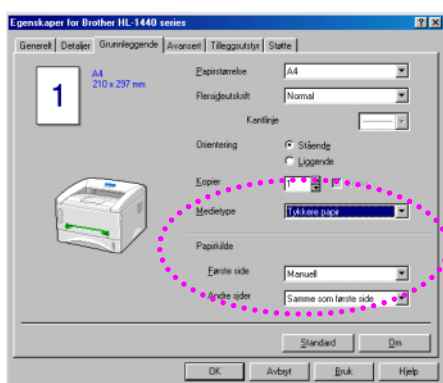 Egenskaper for Brother HL-1440 series
Generelt Detaljer Grunnleggende Avansert Tilleggsutstyr Støtte
1
A4
210 x 297 mm
Papirstørrelse A4
Flersideutskrift Normal
Kantlinje
Orientering Stående
Liggende
Kopier 1
Medietype Tykkere papir
Papirkilde
Første side Manuell
Andre sider Samme som første side
Standard Om
OK Avbryt Bruk Hjelp